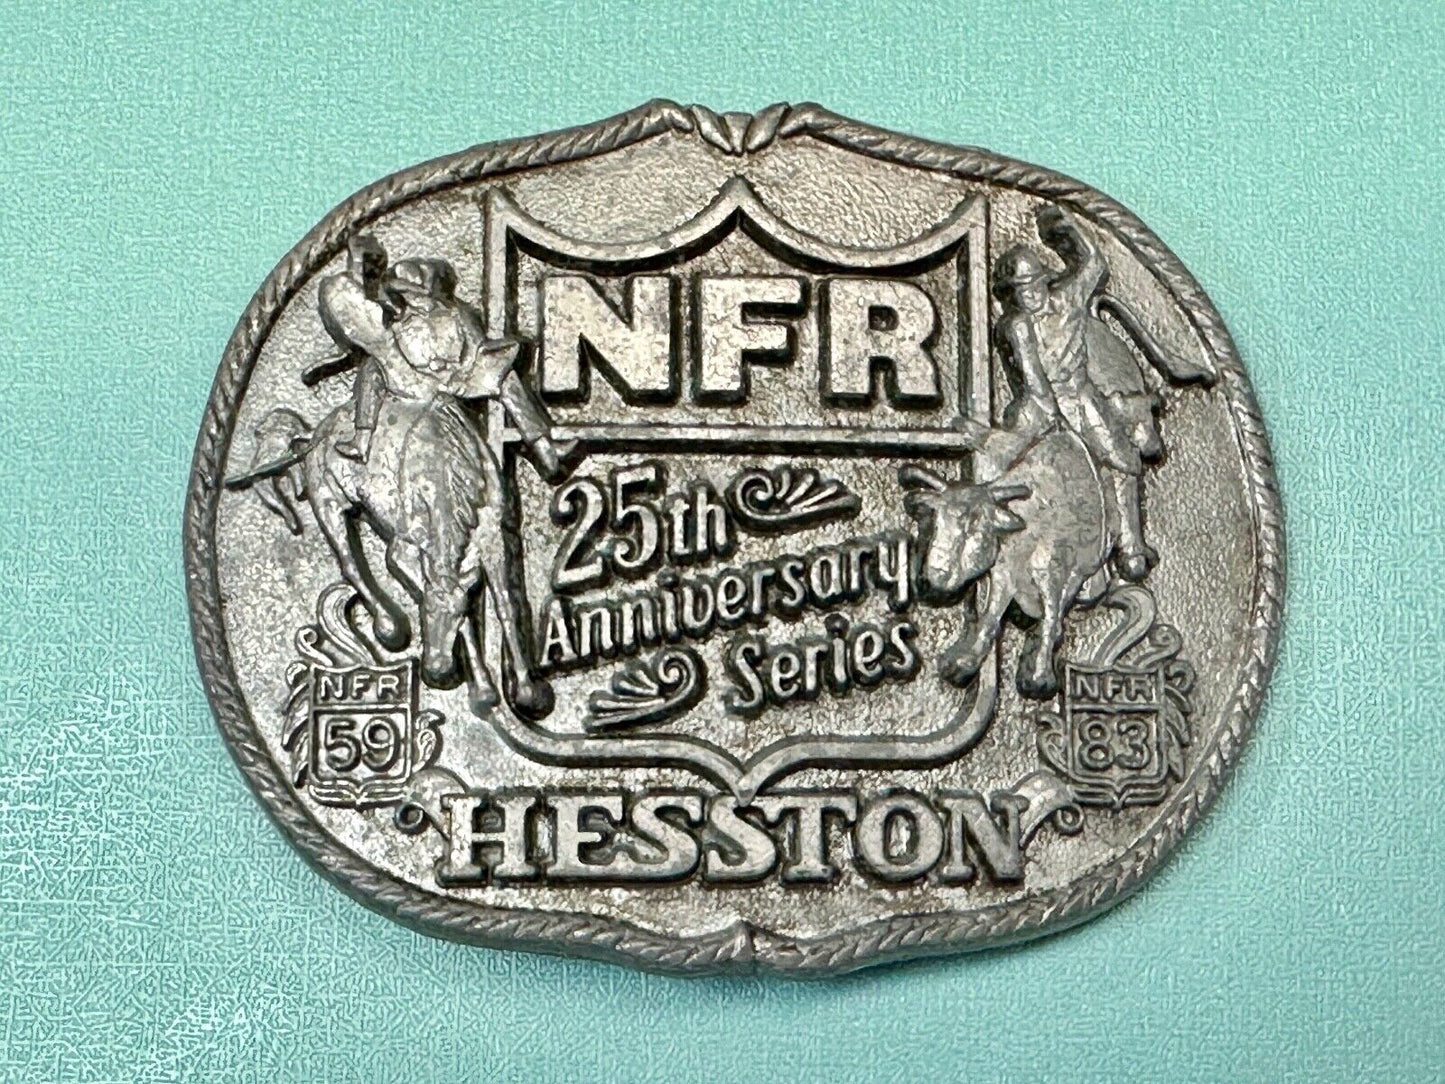 NFR
25th
Anniversary
Series
NFR
59
NFR
83
HESSTON